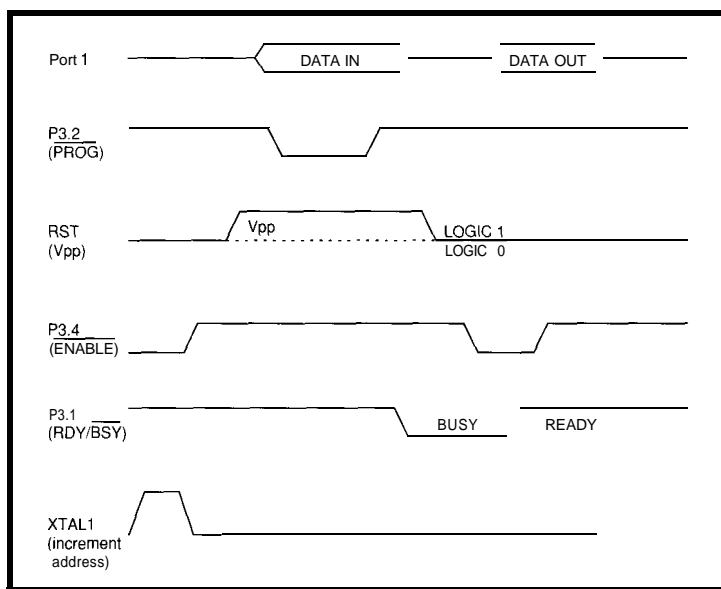 Port 1
DATA IN
DATA OUT
P3.2
(PROG)
RST
(Vpp)
Vpp
LOGIC 1
LOGIC 0
P3.4
(ENABLE)
P3.1
(RDY/BSY)
BUSY
READY
XTAL1
(increment
address)